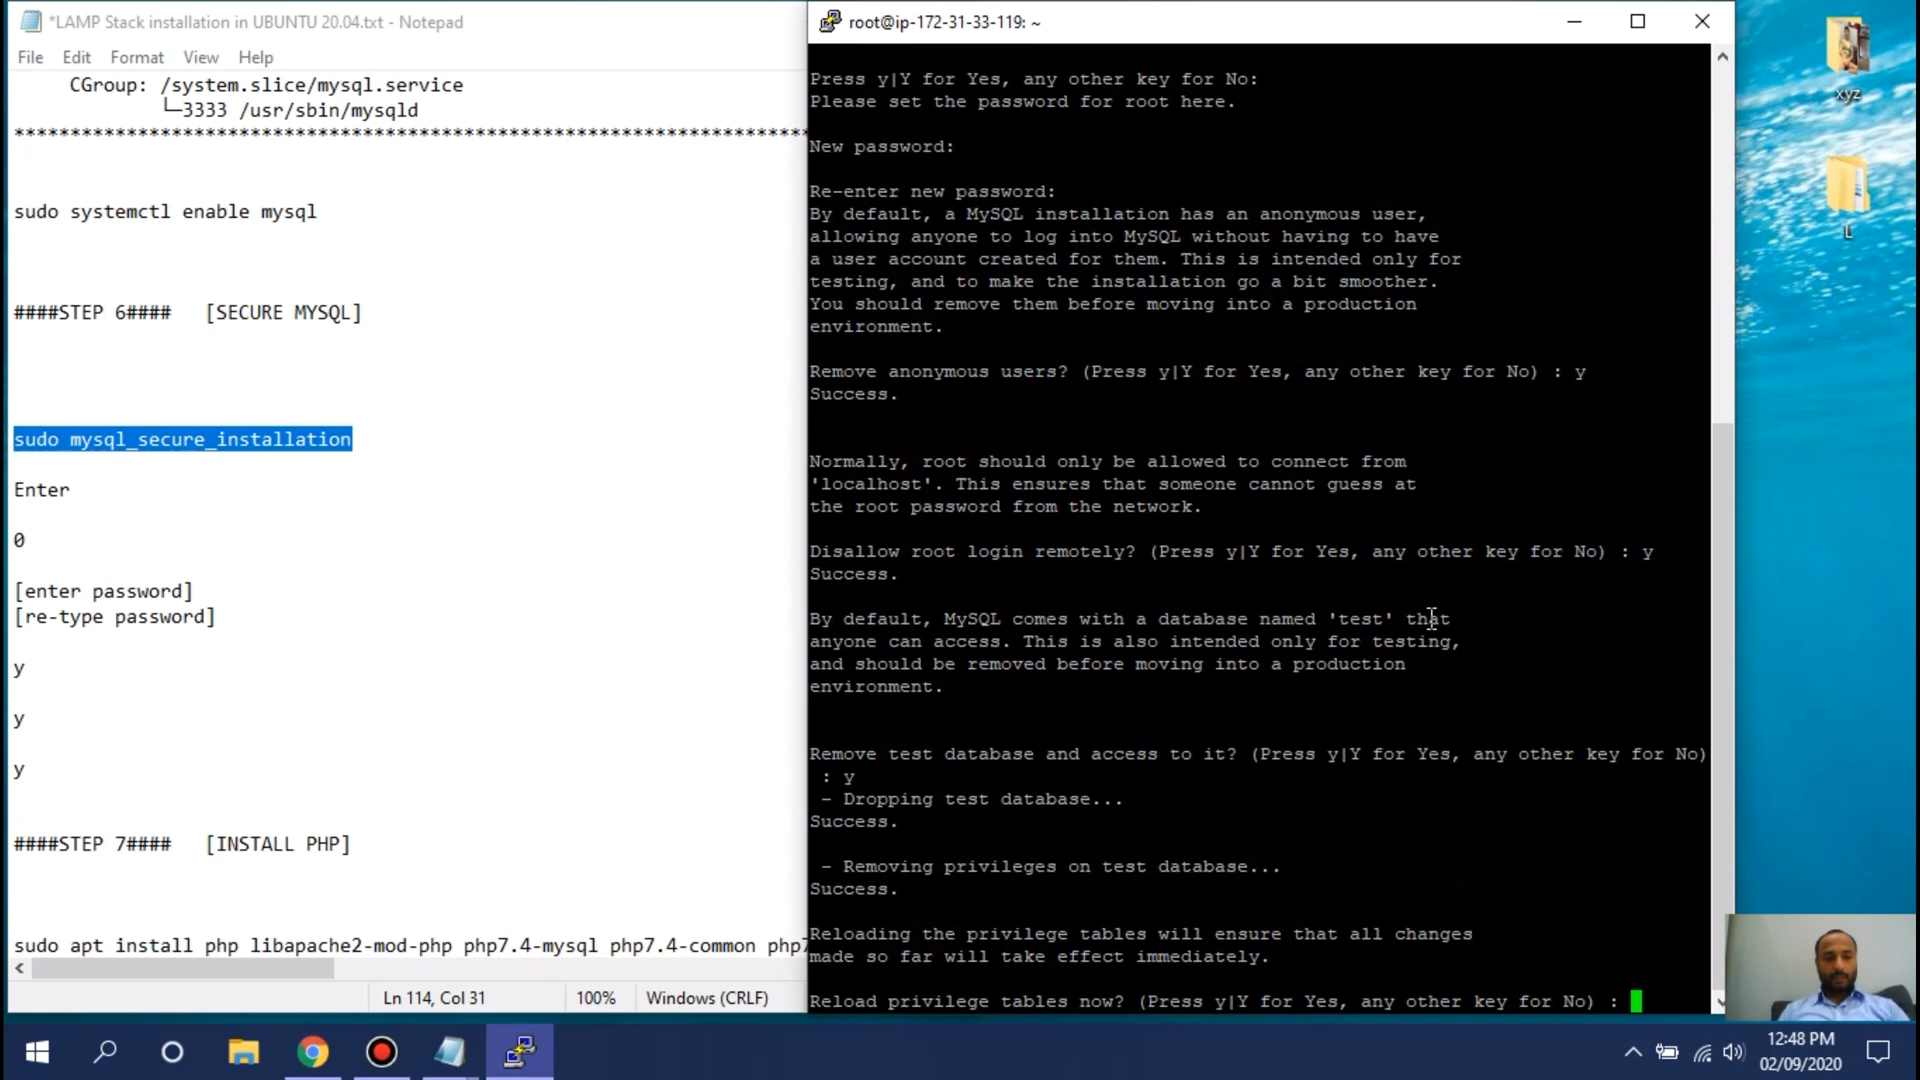 *LAMP Stack installation in UBUNTU 20.04.txt - Notepad
File Edit Format View Help
CGroup: /system.slice/mysql.service
└─3333 /usr/sbin/mysqld
sudo systemctl enable mysql
####STEP 6#### [SECURE MYSQL]
sudo mysql_secure_installation
Enter
0
[enter password]
[re-type password]
y
y
y
####STEP 7#### [INSTALL PHP]
sudo apt install php libapache2-mod-php php7.4-mysql php7.4-common php7
Ln 114, Col 31 100% Windows (CRLF)
root@ip-172-31-33-119: ~
Press y|Y for Yes, any other key for No:
Please set the password for root here.
New password:
Re-enter new password:
By default, a MySQL installation has an anonymous user,
allowing anyone to log into MySQL without having to have
a user account created for them. This is intended only for
testing, and to make the installation go a bit smoother.
You should remove them before moving into a production
environment.
Remove anonymous users? (Press y|Y for Yes, any other key for No) : y
Success.
Normally, root should only be allowed to connect from
'localhost'. This ensures that someone cannot guess at
the root password from the network.
Disallow root login remotely? (Press y|Y for Yes, any other key for No) : y
Success.
By default, MySQL comes with a database named 'test' that
anyone can access. This is also intended only for testing,
and should be removed before moving into a production
environment.
Remove test database and access to it? (Press y|Y for Yes, any other key for No)
: y
- Dropping test database...
Success.
- Removing privileges on test database...
Success.
Reloading the privilege tables will ensure that all changes
made so far will take effect immediately.
Reload privilege tables now? (Press y|Y for Yes, any other key for No) :
xyz
12:48 PM
02/09/2020